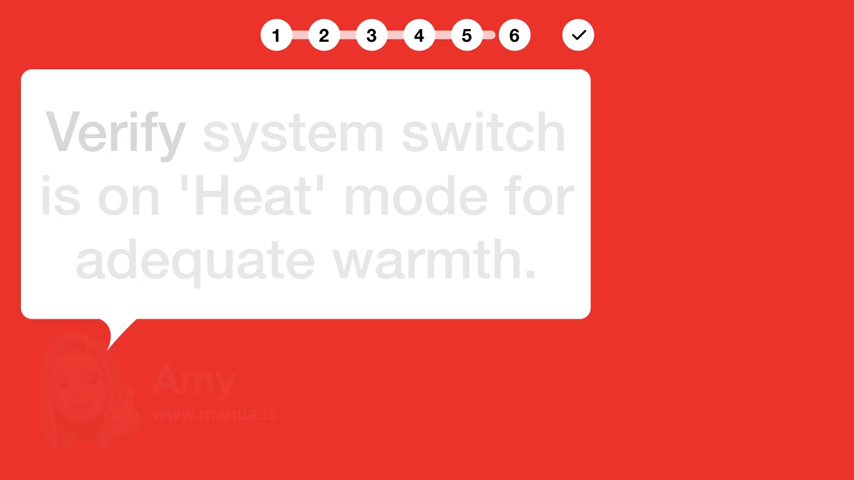 1 2 3 4 5 6
Verify system switch
is on 'Heat' mode for
adequate warmth.
Amy
www.manua.ls